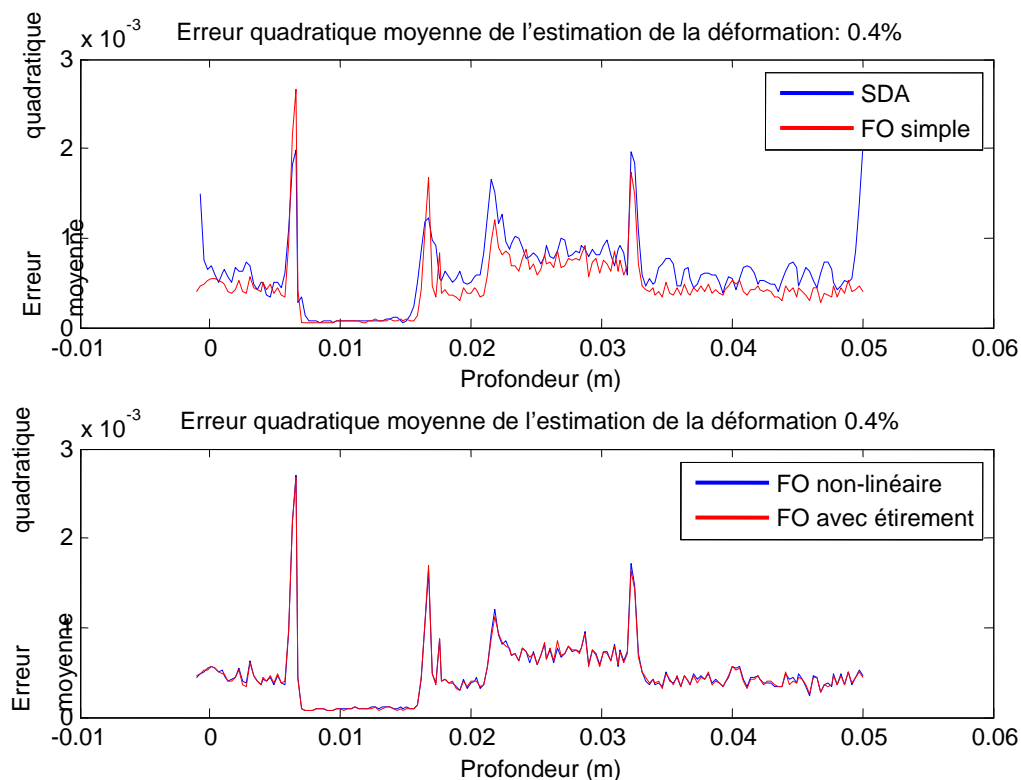 x 10-3
Erreur quadratique moyenne de l'estimation de la déformation: 0.4%
Erreur quadratique
moyenne
3
2
1
0
SDA
FO simple
-0.01 0 0.01 0.02 0.03 0.04 0.05 0.06
Profondeur (m)
x 10-3
Erreur quadratique moyenne de l'estimation de la déformation 0.4%
Erreur quadratique
moyenne
3
2
1
0
FO non-linéaire
FO avec étirement
-0.01 0 0.01 0.02 0.03 0.04 0.05 0.06
Profondeur (m)